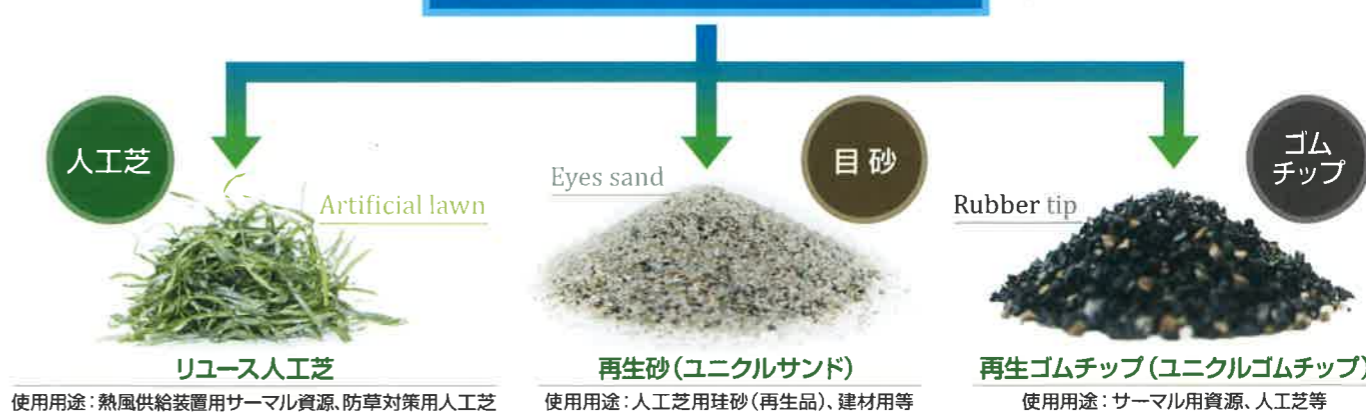 人工芝
Artificial lawn
リユース人工芝
使用用途：熱風供給装置用サーマル資源、防草対策用人工芝
目砂
Eyes sand
再生砂（ユニクルサンド）
使用用途：人工芝用珪砂（再生品）、建材用等
ゴム
チップ
Rubber tip
再生ゴムチップ（ユニクルゴムチップ）
使用用途：サーマル用資源、人工芝等